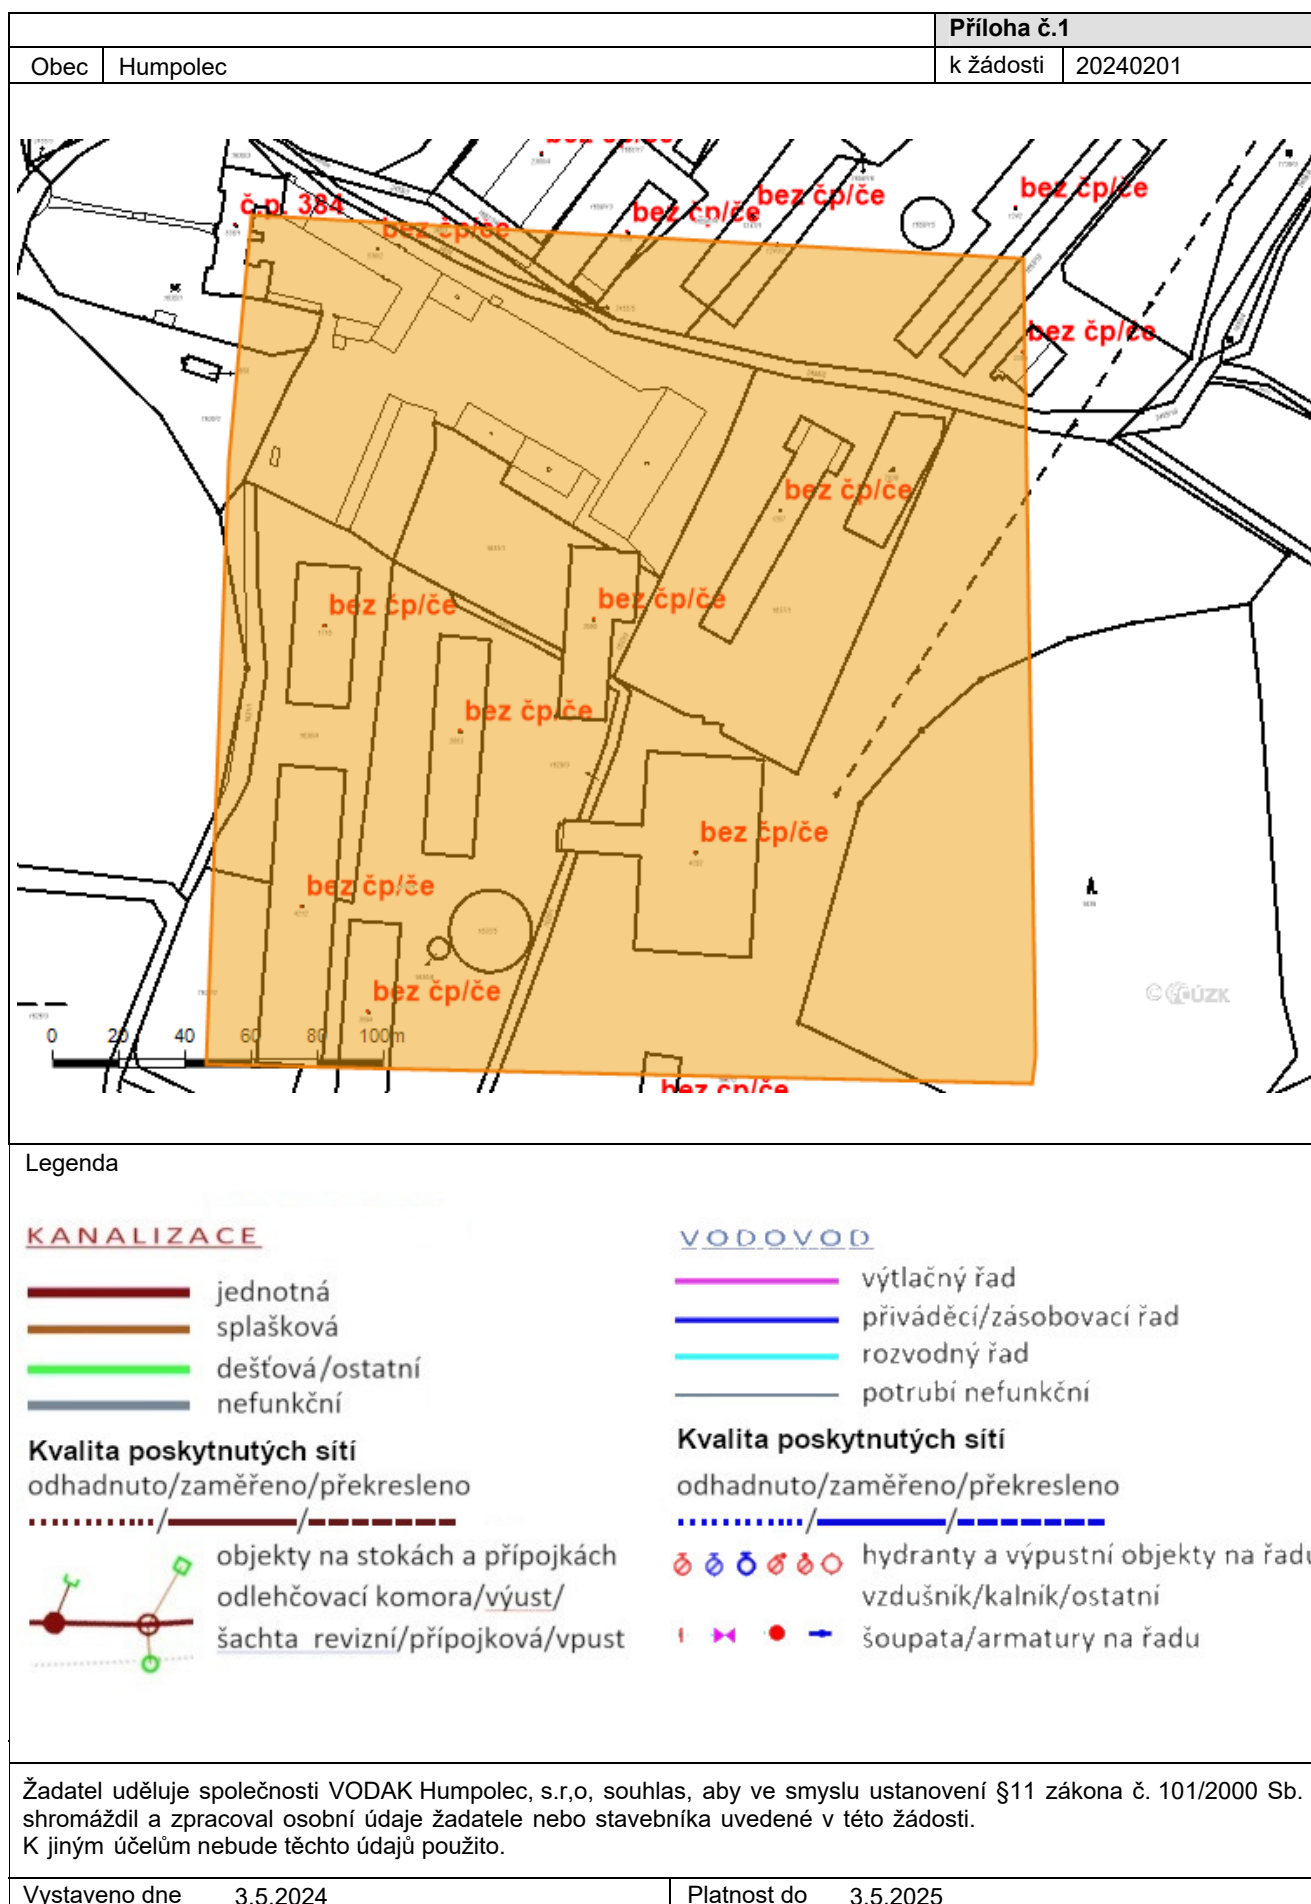 Příloha č.1
Obec Humpolec k žádosti 20240201
bez čp/če
č.p. 384
bez čp/če
bez čp/če
bez čp/če
bez čp/če
bez čp/če
bez čp/če
bez čp/če
bez čp/če
bez čp/če
bez čp/če
bez čp/če
bez čp/če
© ČÚZK
bez čp/če
0 20 40 60 80 100m
bez čp/če
Legenda
KANALIZACE
jednotná
splašková
dešťová/ostatní
nefunkční
Kvalita poskytnutých sítí
odhadnuto/zaměřeno/překresleno
objekty na stokách a přípojkách
odlehčovací komora/výust/
šachta revizní/přípojková/vpust
VODOVOD
výtlačný řad
přiváděcí/zásobovací řad
rozvodný řad
potrubí nefunkční
Kvalita poskytnutých sítí
odhadnuto/zaměřeno/překresleno
hydranty a výpustní objekty na řadu
vzdušník/kalník/ostatní
šoupata/armatury na řadu
Žadatel uděluje společnosti VODAK Humpolec, s.r,o, souhlas, aby ve smyslu ustanovení §11 zákona č. 101/2000 Sb.
shromáždil a zpracoval osobní údaje žadatele nebo stavebníka uvedené v této žádosti.
K jiným účelům nebude těchto údajů použito.
Vystaveno dne 3.5.2024 Platnost do 3.5.2025